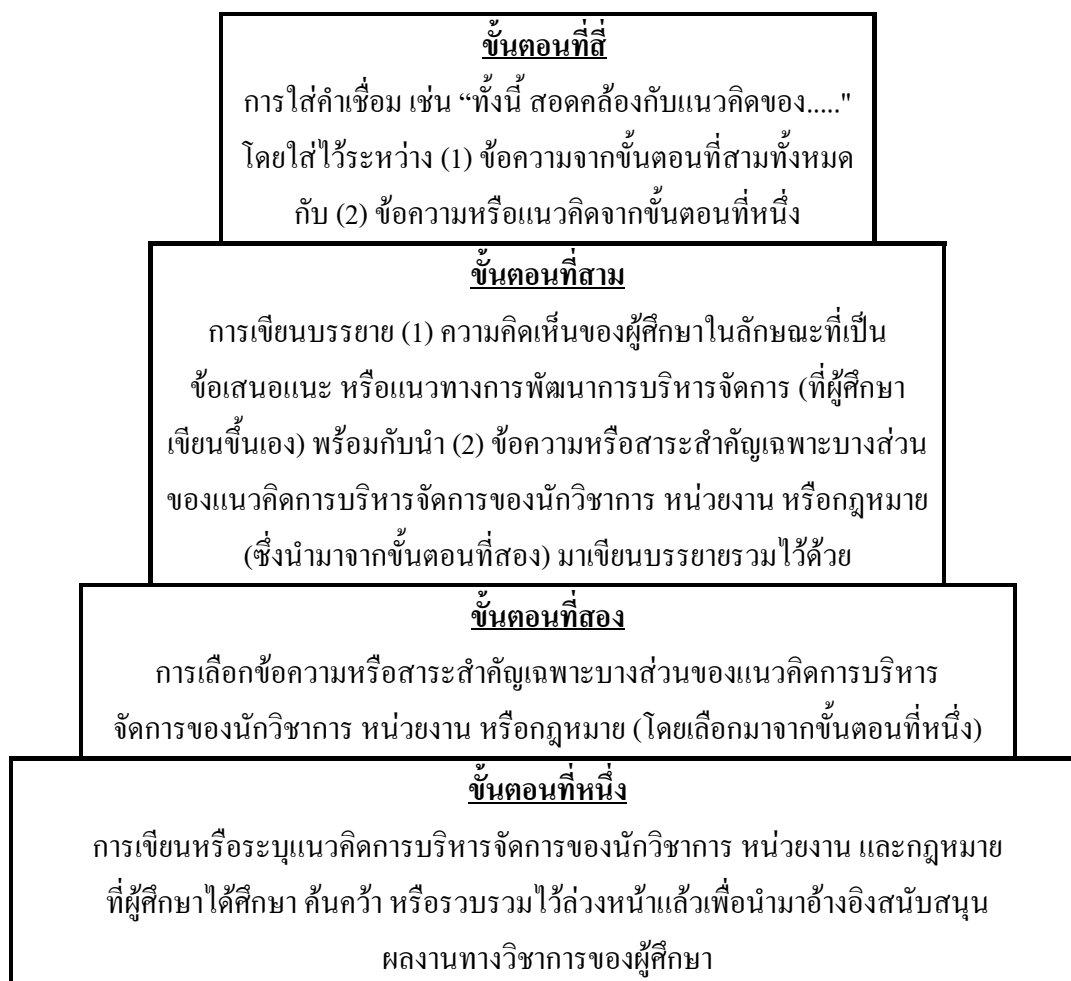 ขั้นตอนที่สี่
การใส่คำเชื่อม เช่น “ทั้งนี้ สอดคล้องกับแนวคิดของ....."
โดยใส่ไว้ระหว่าง (1) ข้อความจากขั้นตอนที่สามทั้งหมด
กับ (2) ข้อความหรือแนวคิดจากขั้นตอนที่หนึ่ง
ขั้นตอนที่สาม
การเขียนบรรยาย (1) ความคิดเห็นของผู้ศึกษาในลักษณะที่เป็น
ข้อเสนอแนะ หรือแนวทางการพัฒนาการบริหารจัดการ (ที่ผู้ศึกษา
เขียนขึ้นเอง) พร้อมกับนำ (2) ข้อความหรือสาระสำคัญเฉพาะบางส่วน
ของแนวคิดการบริหารจัดการของนักวิชาการ หน่วยงาน หรือกฎหมาย
(ซึ่งนำมาจากขั้นตอนที่สอง) มาเขียนบรรยายรวมไว้ด้วย
ขั้นตอนที่สอง
การเลือกข้อความหรือสาระสำคัญเฉพาะบางส่วนของแนวคิดการบริหาร
จัดการของนักวิชาการ หน่วยงาน หรือกฎหมาย (โดยเลือกมาจากขั้นตอนที่หนึ่ง)
ขั้นตอนที่หนึ่ง
การเขียนหรือระบุแนวคิดการบริหารจัดการของนักวิชาการ หน่วยงาน และกฎหมาย
ที่ผู้ศึกษาได้ศึกษา ค้นคว้า หรือรวบรวมไว้ล่วงหน้าแล้วเพื่อนำมาอ้างอิงสนับสนุน
ผลงานทางวิชาการของผู้ศึกษา